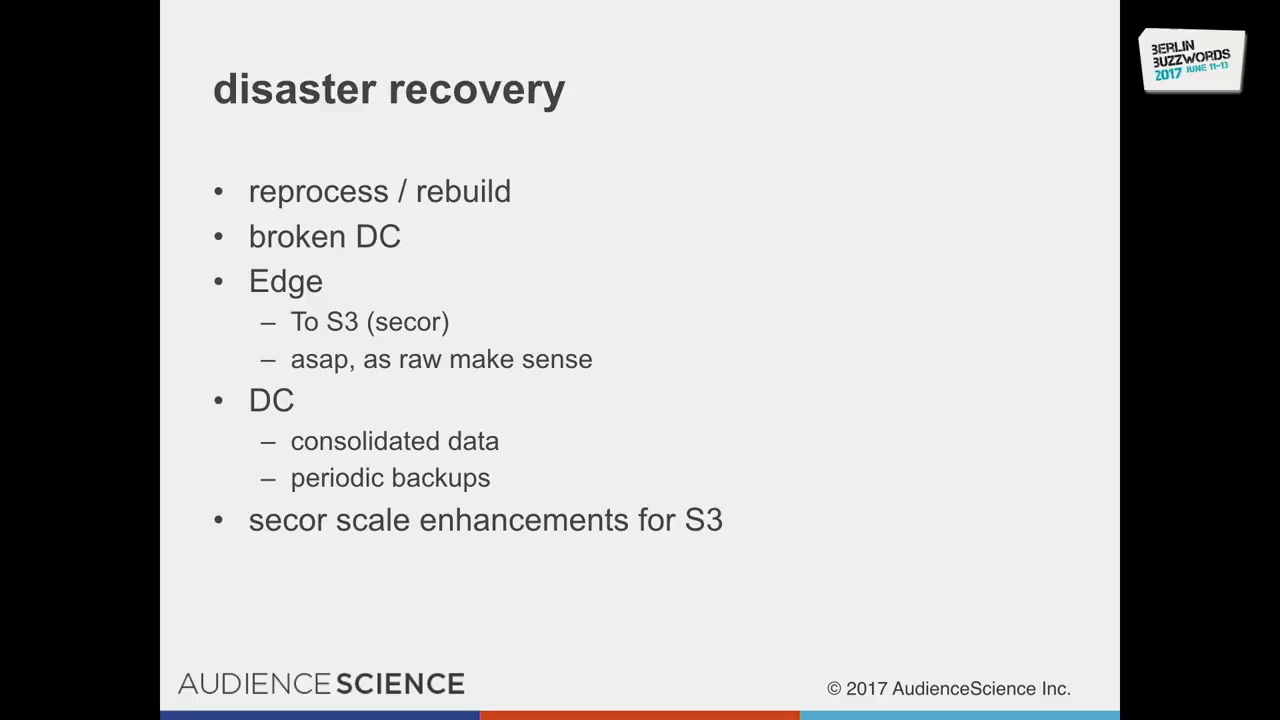 disaster recovery
BERLIN
BUZZWORDS
2017 JUNE 11-13
• reprocess / rebuild
• broken DC
• Edge
– To S3 (secor)
– asap, as raw make sense
• DC
– consolidated data
– periodic backups
• secor scale enhancements for S3
AUDIENCESCIENCE
© 2017 AudienceScience Inc.